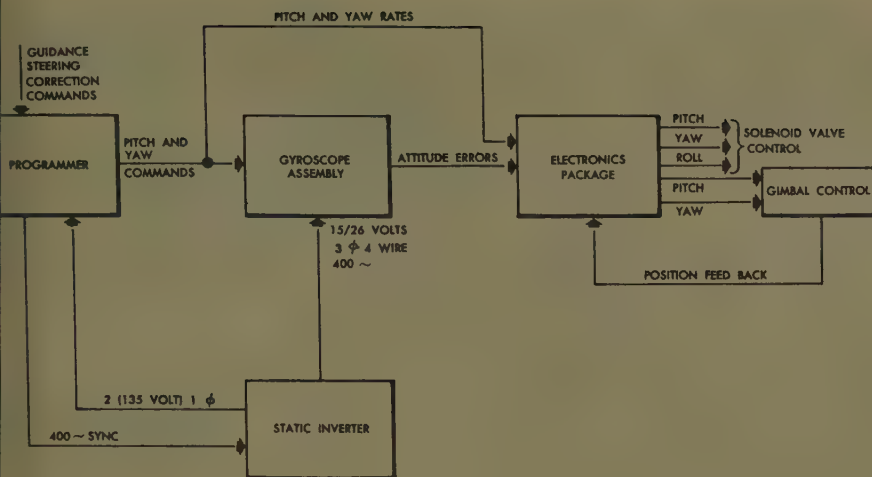 PITCH AND YAW RATES
GUIDANCE
STEERING
CORRECTION
COMMANDS
PROGRAMMER
PITCH AND
YAW
COMMANDS
GYROSCOPE
ASSEMBLY
ATTITUDE ERRORS
ELECTRONICS
PACKAGE
PITCH
YAW
ROLL
SOLENOID VALVE
CONTROL
PITCH
YAW
GIMBAL CONTROL
15/26 VOLTS
3 ϕ 4 WIRE
400 ~
POSITION FEED BACK
2 (135 VOLT) 1 ϕ
400 ~ SYNC
STATIC INVERTER